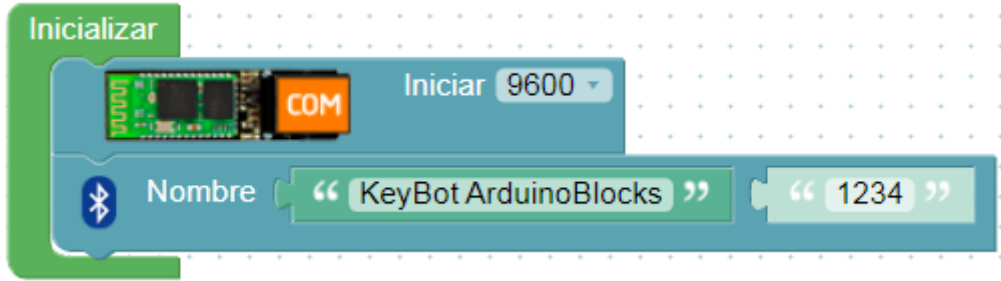 Inicializar
COM Iniciar 9600
Nombre “ KeyBot ArduinoBlocks ” “ 1234 ”